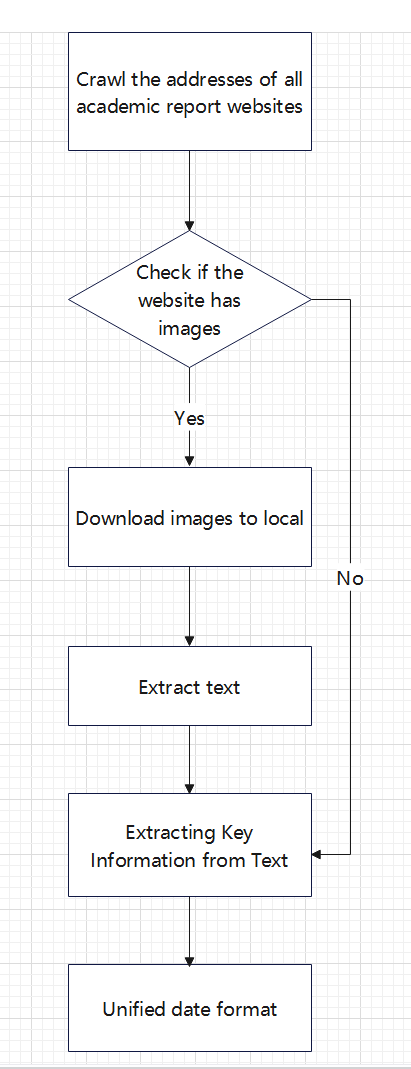 Crawl the addresses of all
academic report websites
Check if the
website has
images
Yes
Download images to local
No
Extract text
Extracting Key
Information from Text
Unified date format